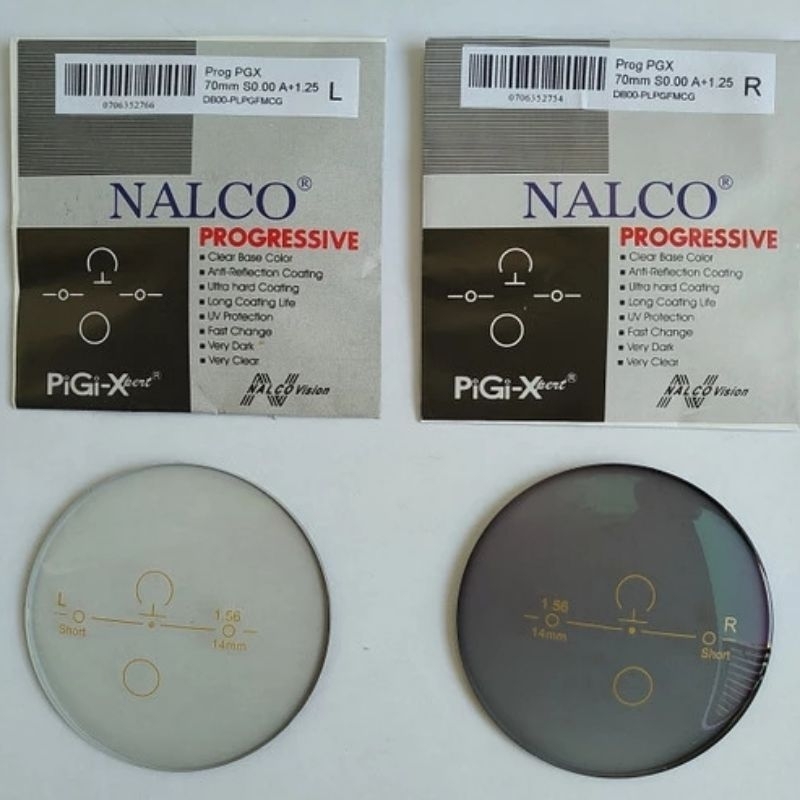 Prog PGX
70mm S0.00 A+1.25 L
0706352766
DB00-PLPGFMCG
NALCO®
PROGRESSIVE
Clear Base Color
Anti-Reflection Coating
Ultra hard Coating
Long Coating Life
UV Protection
Fast Change
Very Dark
Very Clear
PiGi-Xpert®
NALCO Vision
Prog PGX
70mm S0.00 A+1.25 R
0706352754
DB00-PLPGFMCG
NALCO®
PROGRESSIVE
Clear Base Color
Anti-Reflection Coating
Ultra hard Coating
Long Coating Life
UV Protection
Fast Change
Very Dark
Very Clear
PiGi-Xpert®
NALCO Vision
L
Short
1.56
14mm
1.56
14mm
R
Short